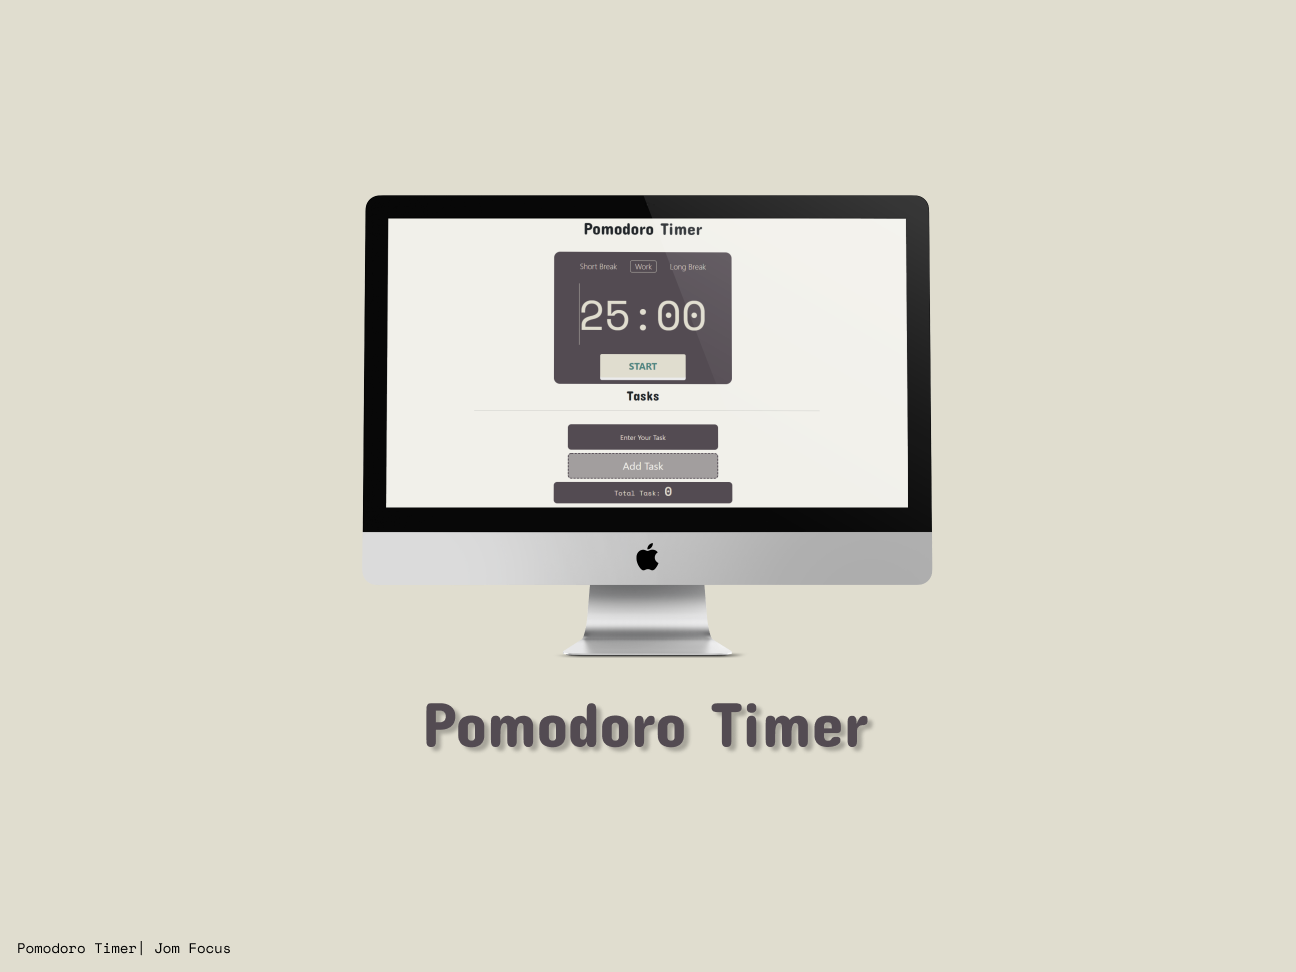 Pomodoro Timer
Short Break Work Long Break
25:00
START
Tasks
Enter Your Task
Add Task
Total Task: 0
Pomodoro Timer
Pomodoro Timer| Jom Focus